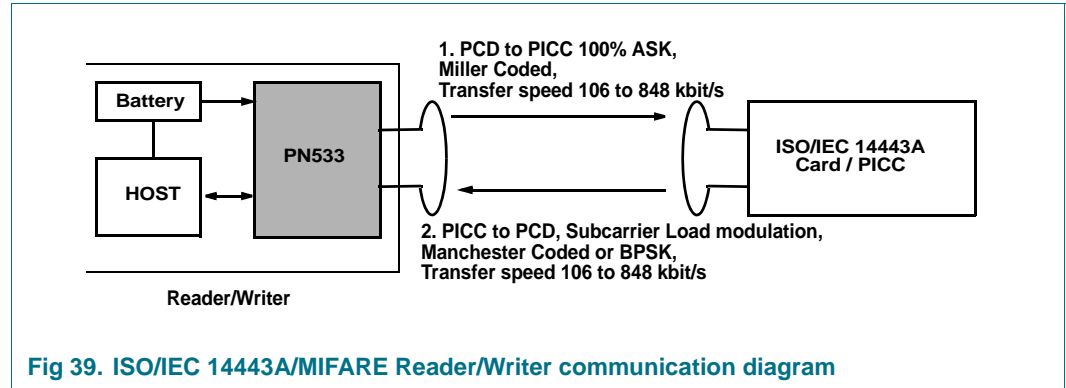 1. PCD to PICC 100% ASK,
Miller Coded,
Transfer speed 106 to 848 kbit/s
Battery
PN533
HOST
ISO/IEC 14443A
Card / PICC
2. PICC to PCD, Subcarrier Load modulation,
Manchester Coded or BPSK,
Transfer speed 106 to 848 kbit/s
Reader/Writer
Fig 39. ISO/IEC 14443A/MIFARE Reader/Writer communication diagram